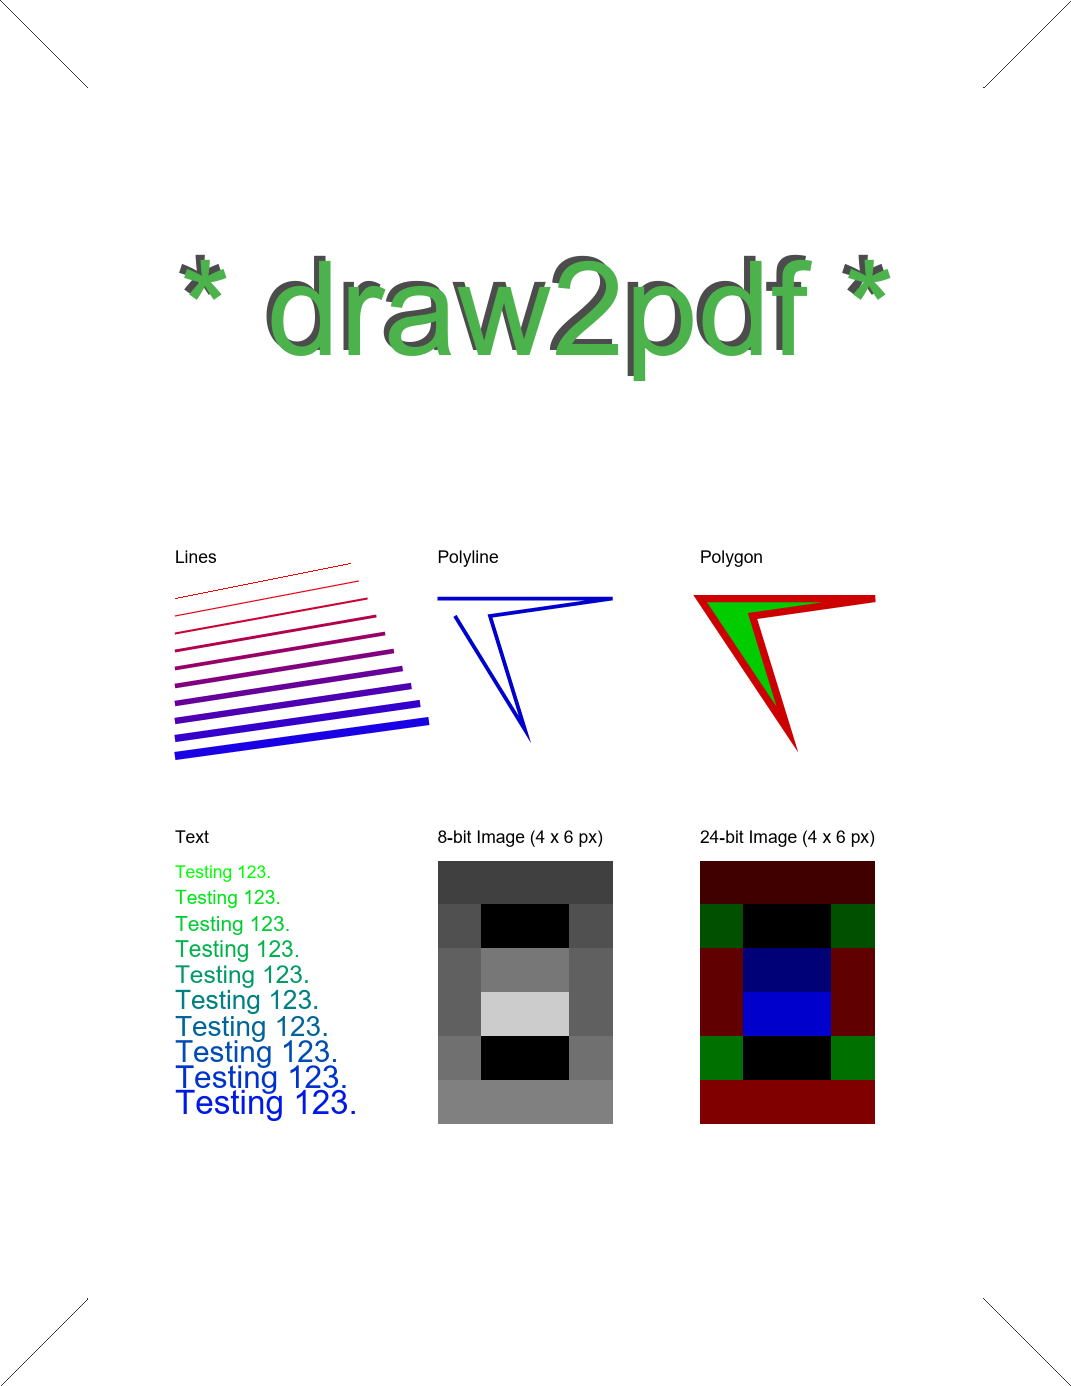 * draw2pdf *
Lines
Polyline
Polygon
Text
8-bit Image (4 x 6 px)
24-bit Image (4 x 6 px)
Testing 123.
Testing 123.
Testing 123.
Testing 123.
Testing 123.
Testing 123.
Testing 123.
Testing 123.
Testing 123.
Testing 123.